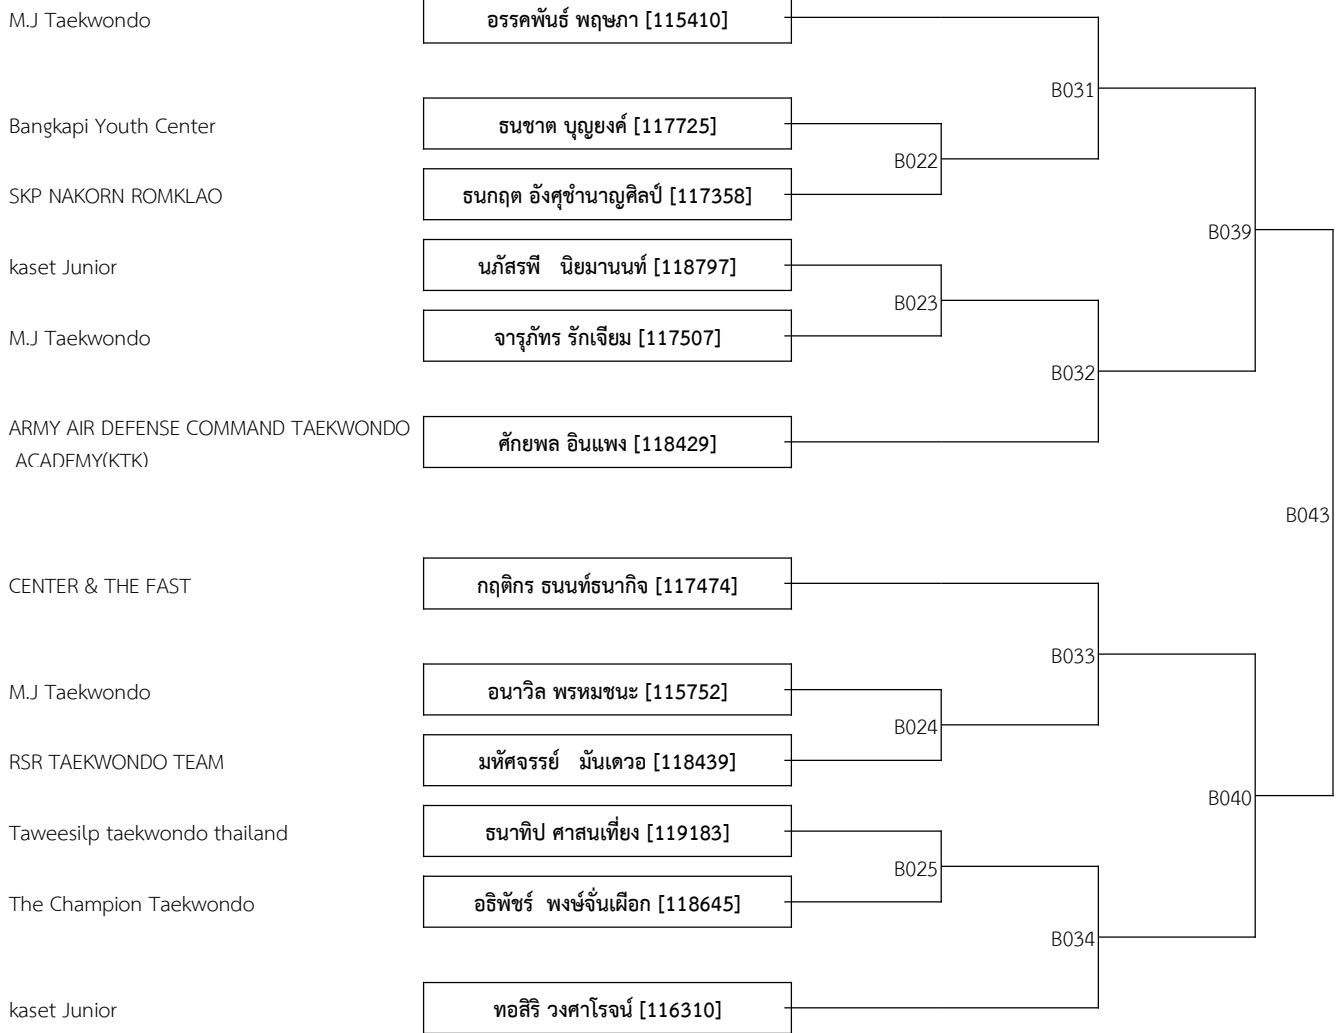 M.J Taekwondo
อรรคพันธ์ พฤษภา [115410]
B031
Bangkapi Youth Center
ธนชาต บุญยงค์ [117725]
B022
SKP NAKORN ROMKLAO
ธนกฤต อังศุชำนาญศิลป์ [117358]
B039
kaset Junior
นภัสรพี   นิยมานนท์ [118797]
B023
M.J Taekwondo
จารุภัทร รักเจียม [117507]
B032
ARMY AIR DEFENSE COMMAND TAEKWONDO
ACADEMY(KTK)
ศักยพล อินแพง [118429]
B043
CENTER & THE FAST
กฤติกร ธนนท์ธนากิจ [117474]
B033
M.J Taekwondo
อนาวิล พรหมชนะ [115752]
B024
RSR TAEKWONDO TEAM
มหัศจรรย์   มันเดวอ [118439]
B040
Taweesilp taekwondo thailand
ธนาทิป ศาสนเที่ยง [119183]
B025
The Champion Taekwondo
อธิพัชร์  พงษ์จั่นเผือก [118645]
B034
kaset Junior
ทอสิริ วงศาโรจน์ [116310]